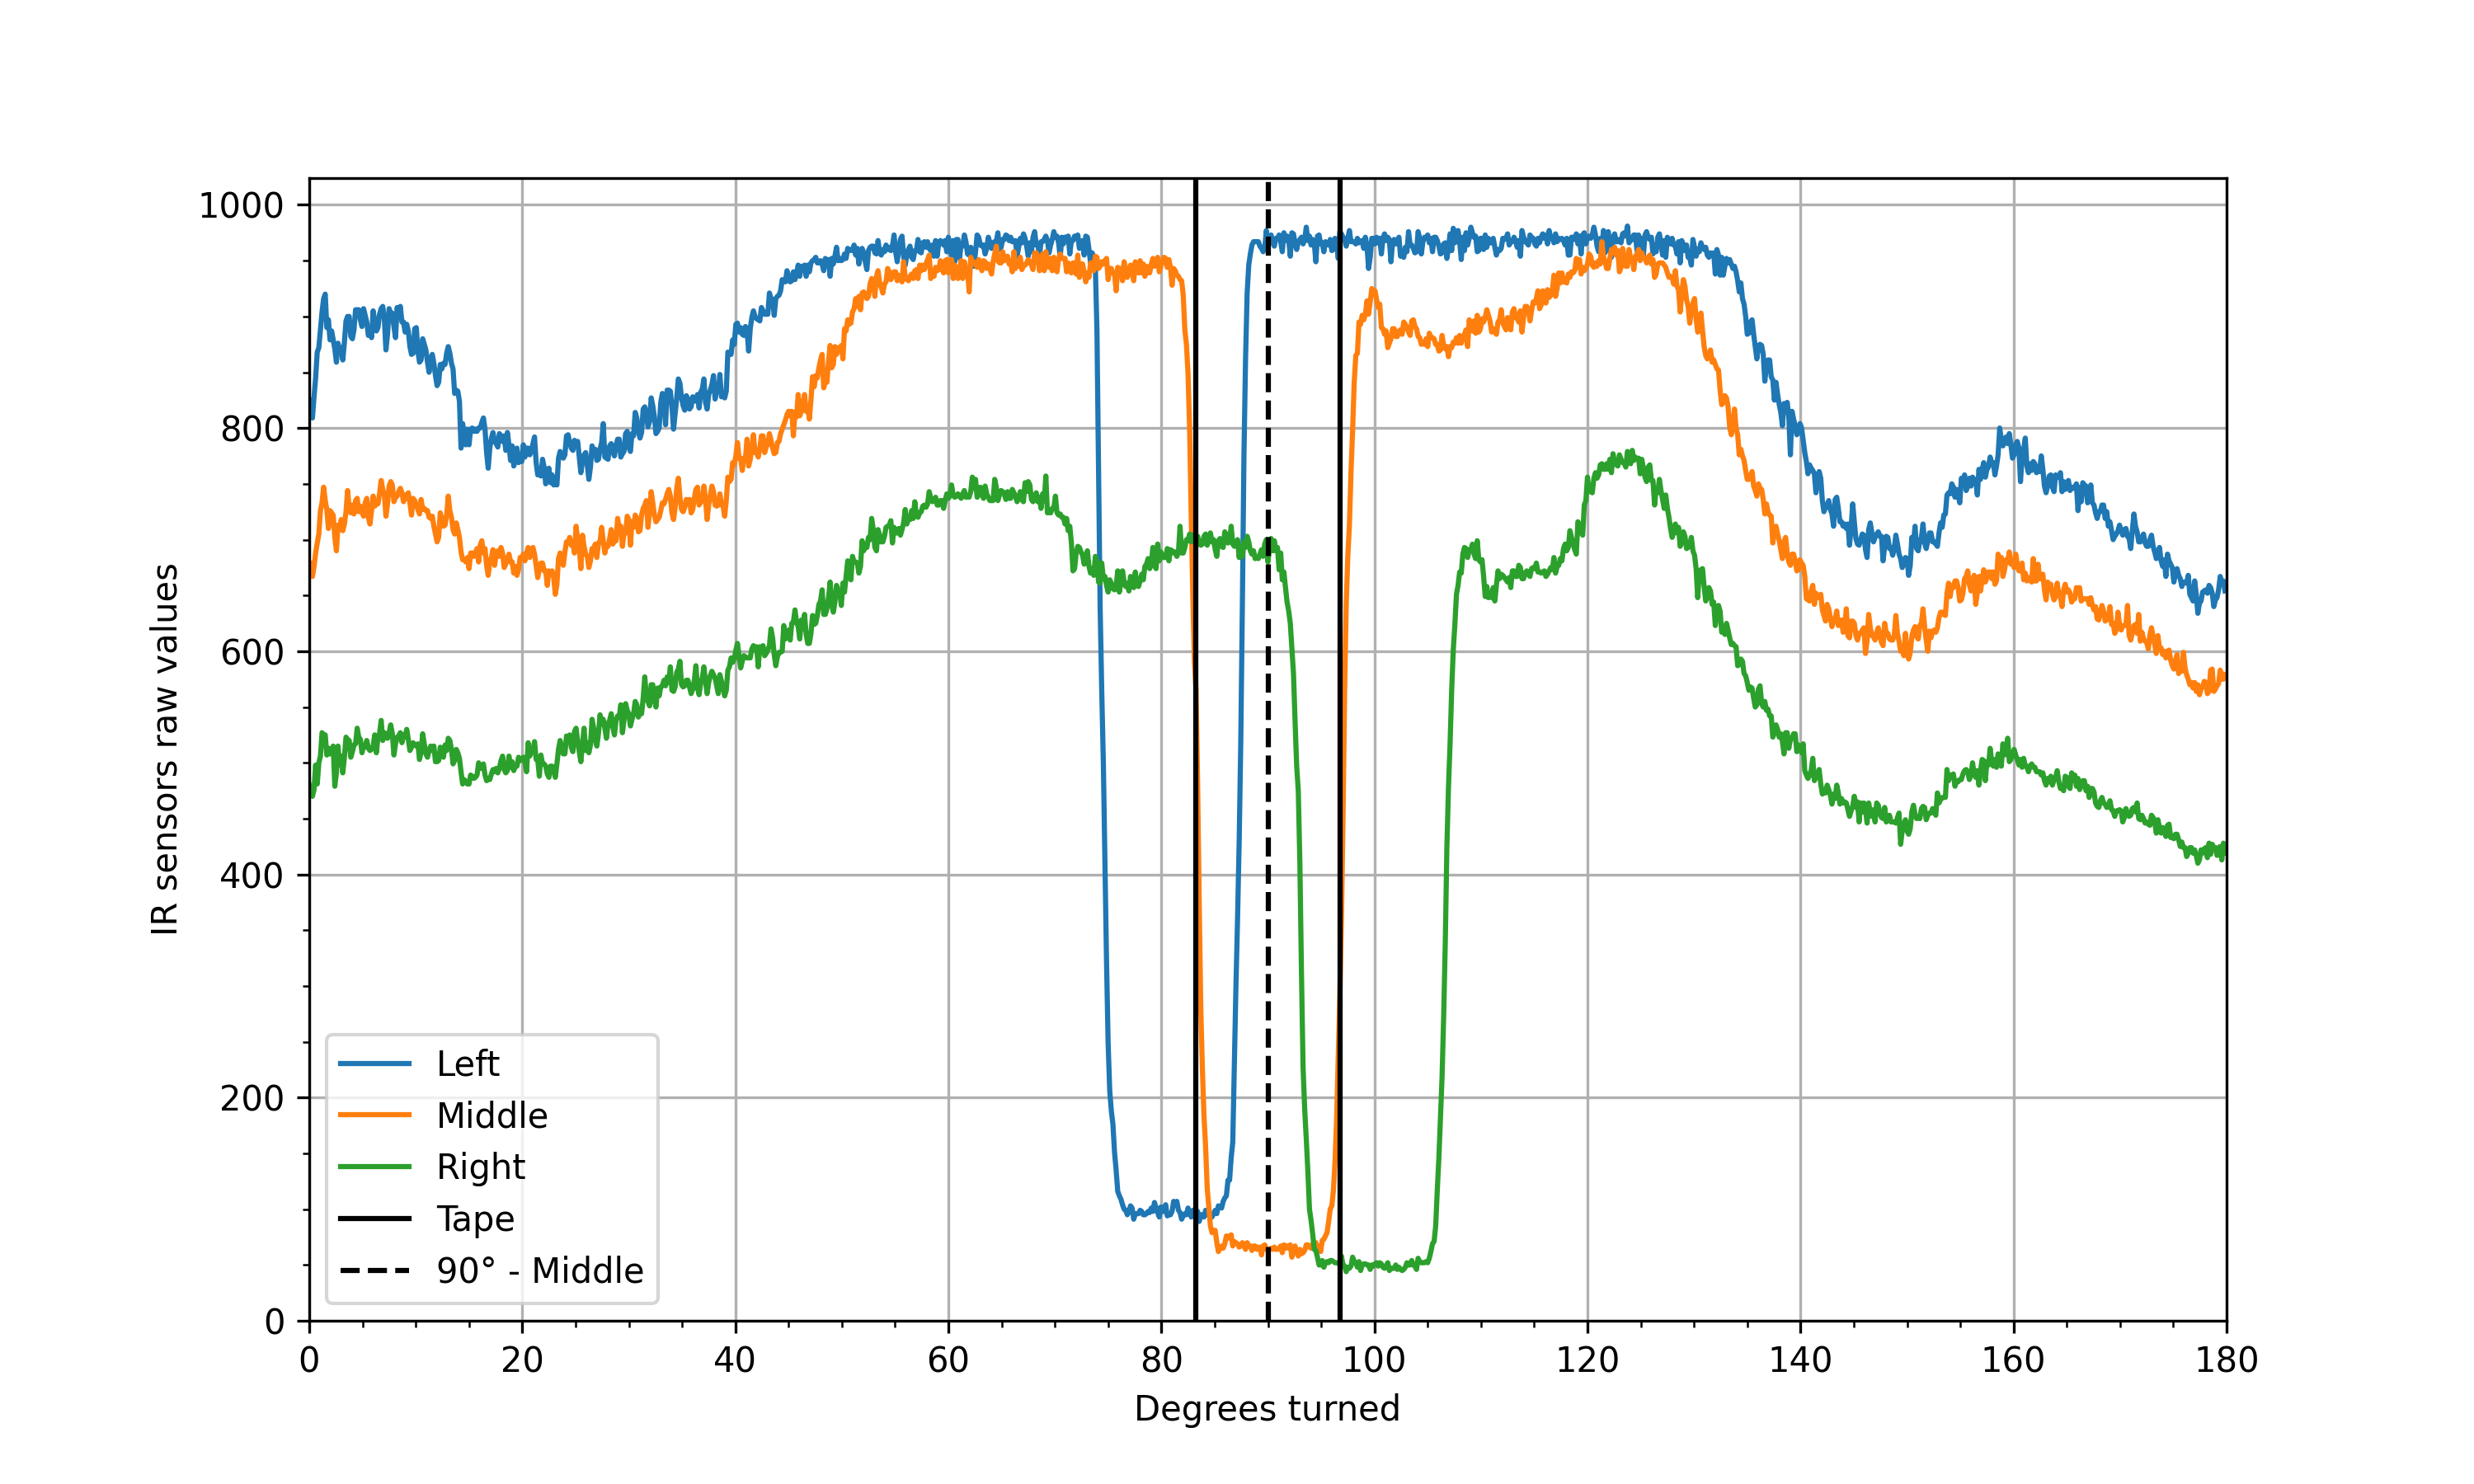 1000
800
600
400
200
0
IR sensors raw values
Left
Middle
Right
Tape
90° - Middle
0 20 40 60 80 100 120 140 160 180
Degrees turned